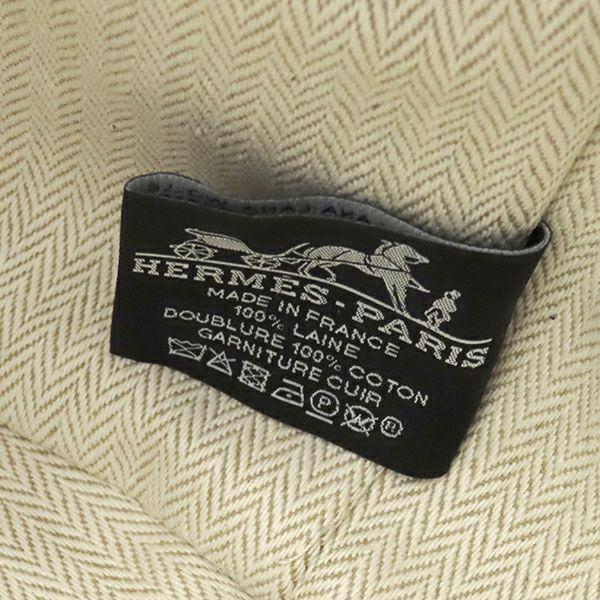 HERMES-PARIS
MADE IN FRANCE
100% LAINE
DOUBLURE 100% COTON
GARNITURE CUIR
P